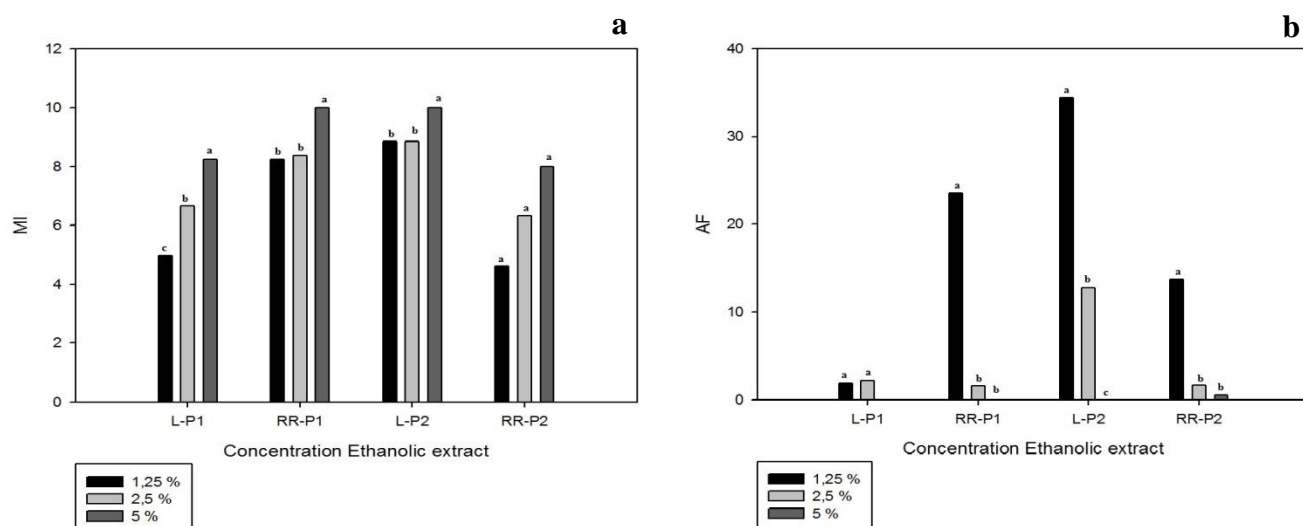 a
12
10
8
6
4
2
0
MI
c
b
a
b
b
a
b
b
a
a
a
a
L-P1
RR-P1
L-P2
RR-P2
Concentration Ethanolic extract
1,25 %
2,5 %
5 %
b
40
30
20
10
0
AF
a
a
a
b
b
a
b
c
a
b
b
L-P1
RR-P1
L-P2
RR-P2
Concentration Ethanolic extract
1,25 %
2,5 %
5 %